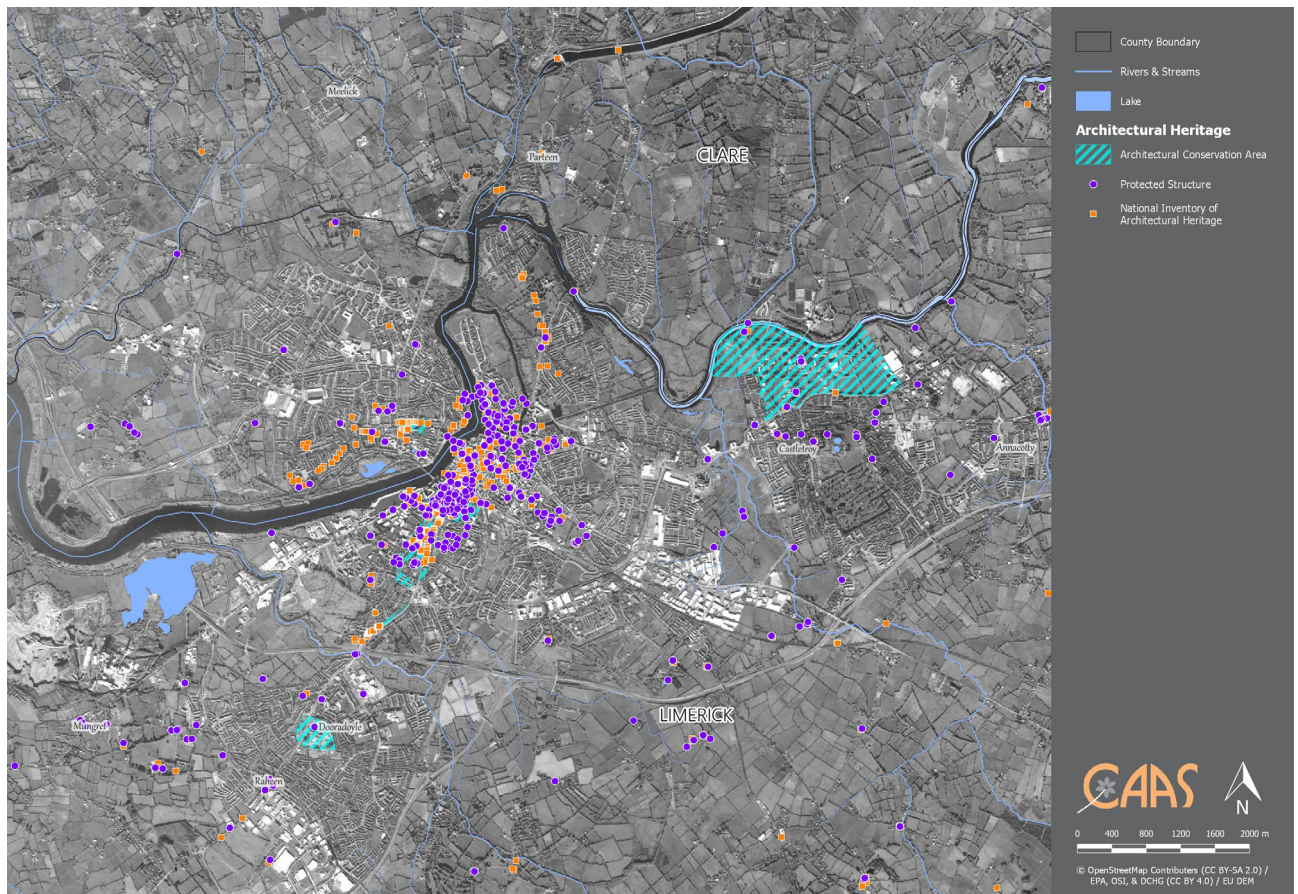 Meelick
Parteen
CLARE
Castletroy
Annacotty
LIMERICK
Mungret
Dooradoyle
Raheen
County Boundary
Rivers & Streams
Lake
Architectural Heritage
Architectural Conservation Area
Protected Structure
National Inventory of
Architectural Heritage
CAAS
N
0 400 800 1200 1600 2000 m
© OpenStreetMap Contributors (CC BY-SA 2.0) /
EPA, OSI, & DCHG (CC BY 4.0) / EU DEM